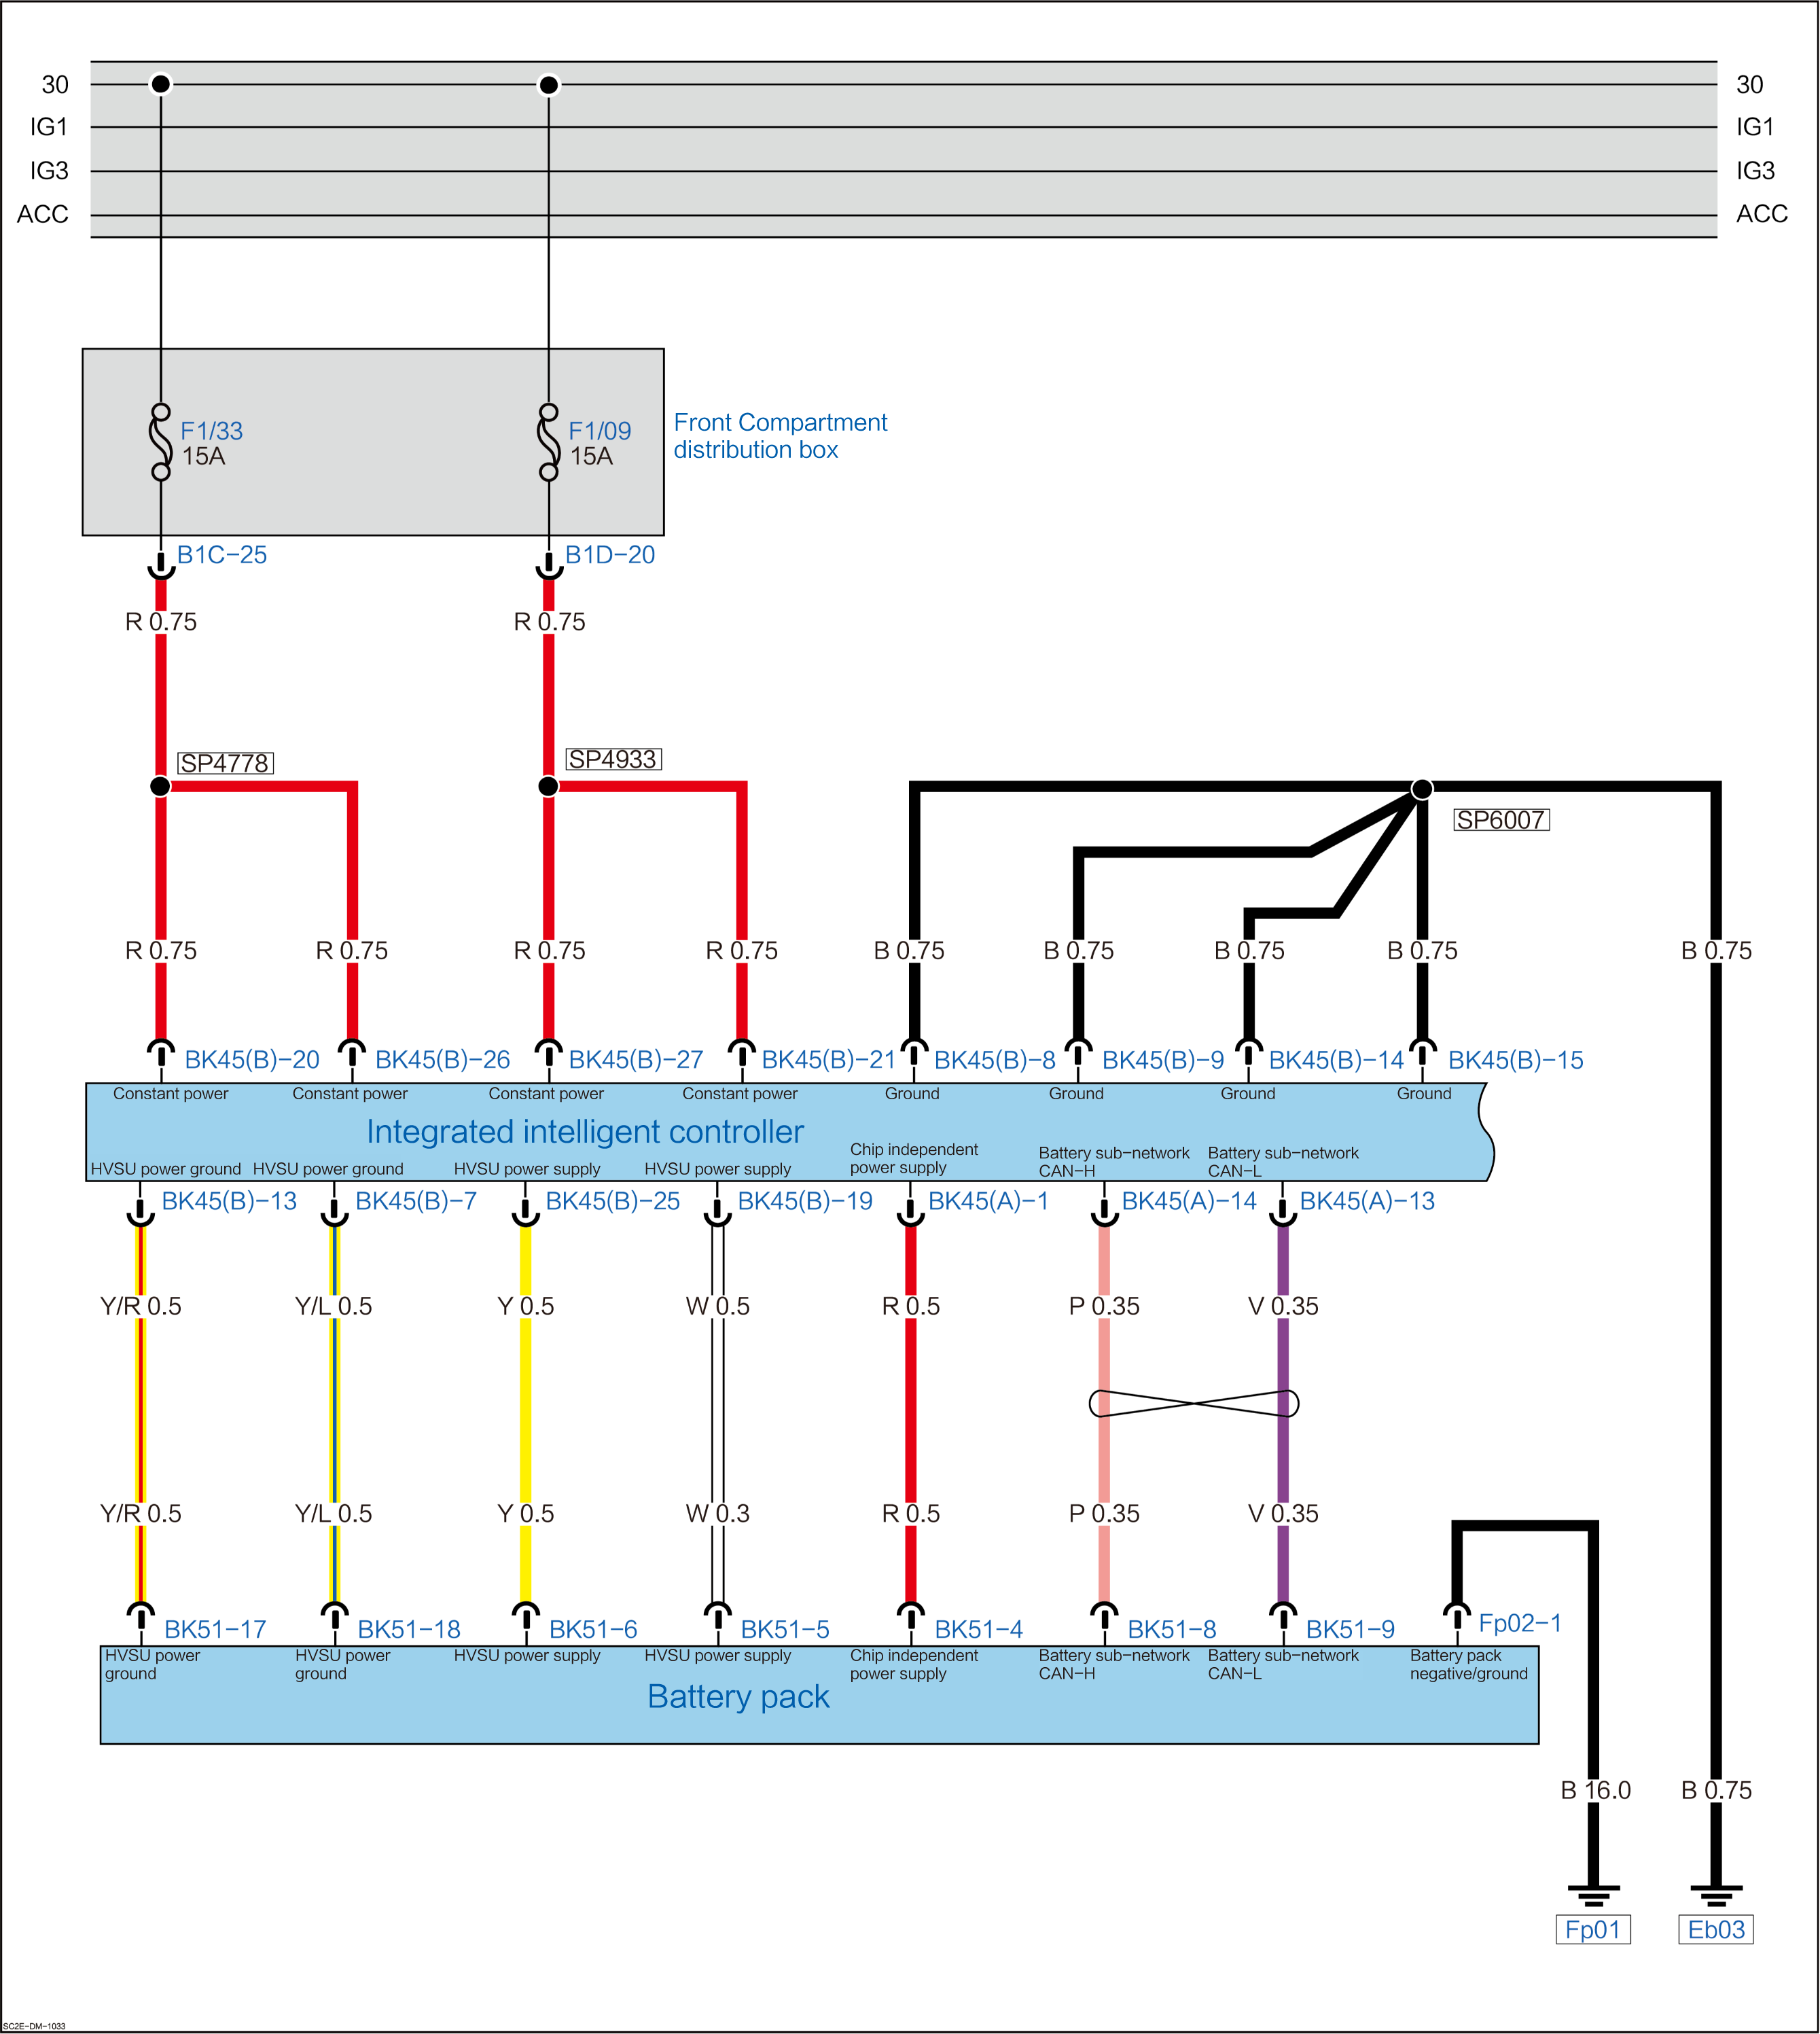 30 30
IG1 IG1
IG3 IG3
ACC ACC
F1/33 F1/09
15A 15A
Front Compartment
distribution box
B1C−25 B1D−20
R 0.75 R 0.75
SP4778 SP4933
SP6007
R 0.75 R 0.75 R 0.75 R 0.75 B 0.75 B 0.75 B 0.75 B 0.75 B 0.75
BK45(B)−20 BK45(B)−26 BK45(B)−27 BK45(B)−21 BK45(B)−8 BK45(B)−9 BK45(B)−14 BK45(B)−15
Constant power Constant power Constant power Constant power Ground Ground Ground Ground
Integrated intelligent controller
HVSU power ground HVSU power ground HVSU power supply HVSU power supply
Chip independent
power supply
Battery sub−network
CAN−H
Battery sub−network
CAN−L
BK45(B)−13 BK45(B)−7 BK45(B)−25 BK45(B)−19 BK45(A)−1 BK45(A)−14 BK45(A)−13
Y/R 0.5 Y/L 0.5 Y 0.5 W 0.5 R 0.5 P 0.35 V 0.35
Y/R 0.5 Y/L 0.5 Y 0.5 W 0.3 R 0.5 P 0.35 V 0.35
BK51−17 BK51−18 BK51−6 BK51−5 BK51−4 BK51−8 BK51−9 Fp02−1
HVSU power
ground
HVSU power
ground
HVSU power supply HVSU power supply
Chip independent
power supply
Battery sub−network
CAN−H
Battery sub−network
CAN−L
Battery pack
negative/ground
Battery pack
B 16.0 B 0.75
Fp01 Eb03
SC2E−DM−1033